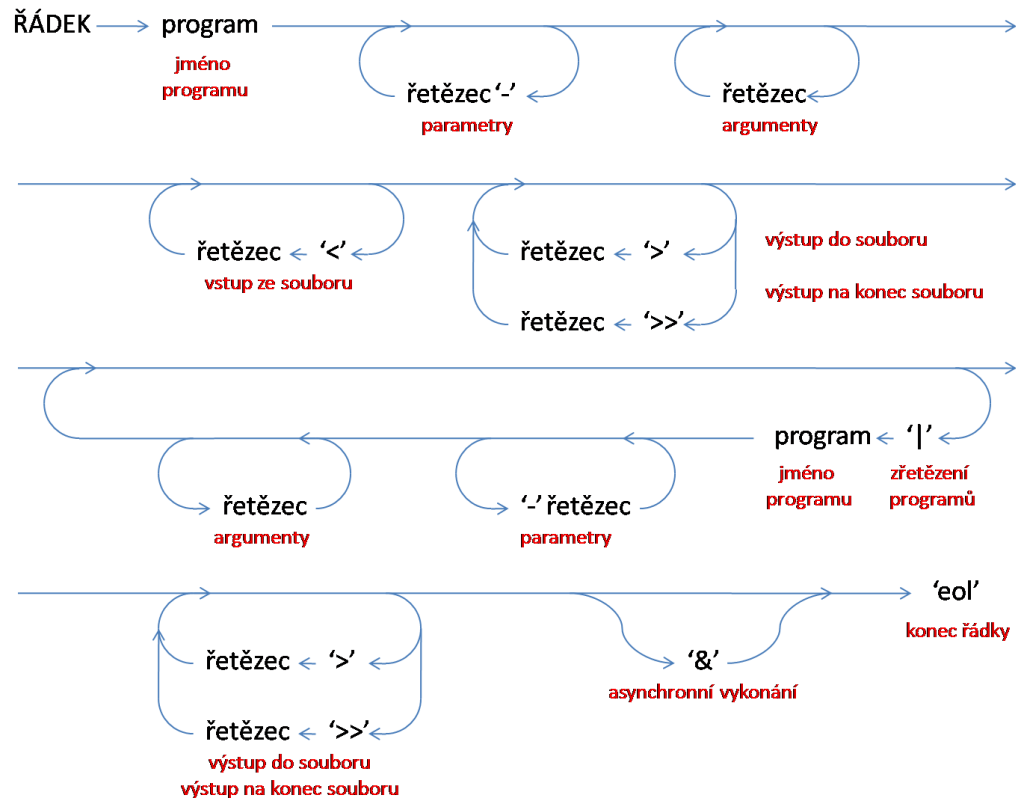 ŘÁDEK program
jméno
programu
řetězec '-'
parametry
řetězec
argumenty
řetězec '<'
vstup ze souboru
řetězec '>'
výstup do souboru
řetězec '>>'
výstup na konec souboru
program '|'
jméno
programu
zřetězení
programů
řetězec
argumenty
'-' řetězec
parametry
'eol'
konec řádky
řetězec '>'
'&'
asynchronní vykonání
řetězec '>>'
výstup do souboru
výstup na konec souboru